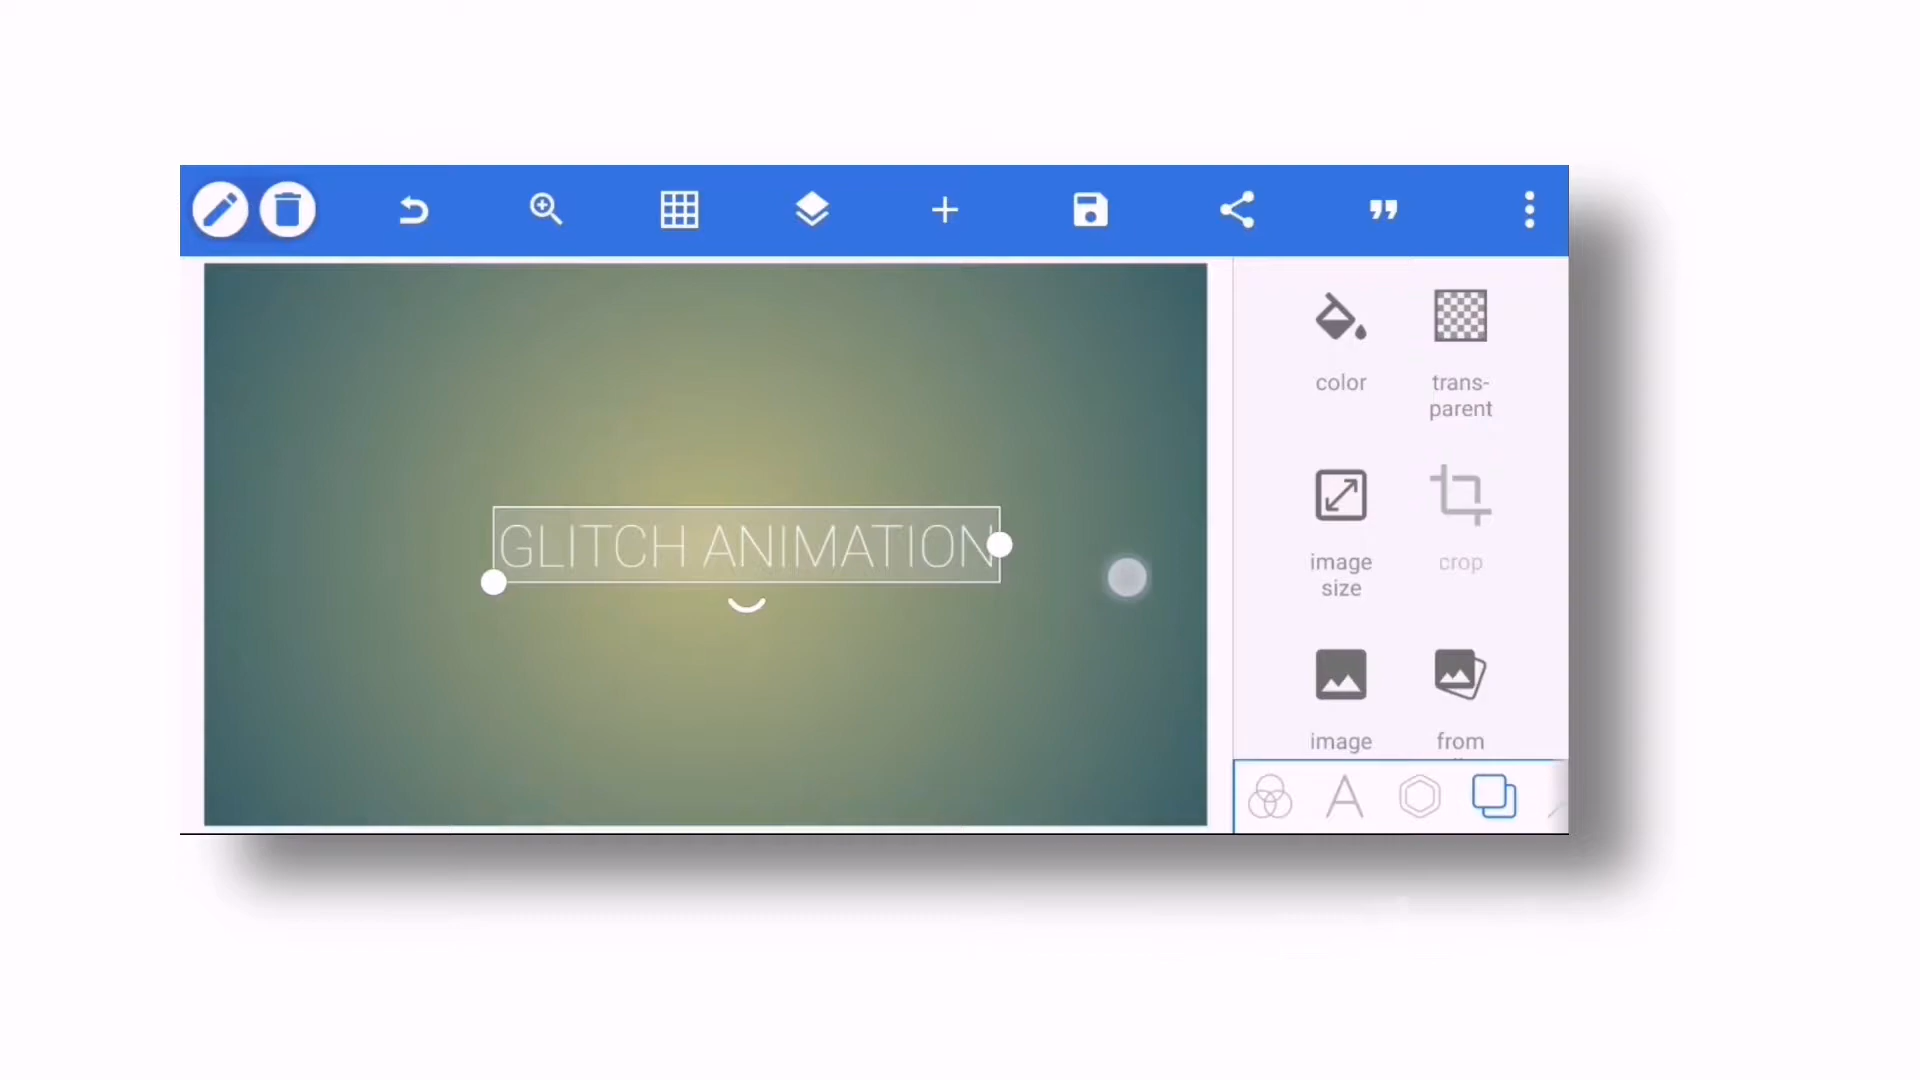 color
trans-
parent
GLITCH ANIMATION
image
size
crop
image
from